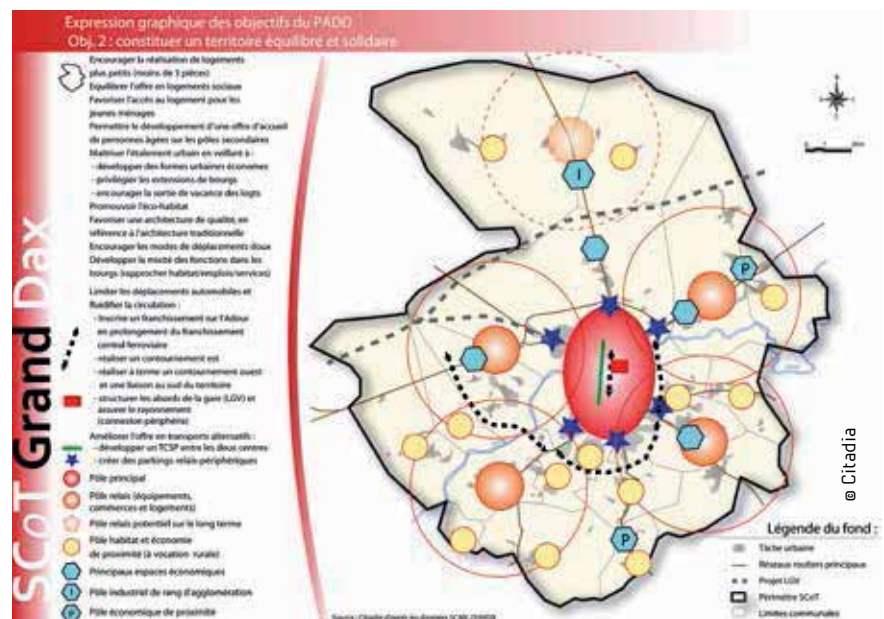 Expression graphique des objectifs du PADD
Obj. 2 : constituer un territoire équilibré et solidaire
SCoT Grand Dax
Encourager la réalisation de logements
plus petits (moins de 3 pièces)
Equilibrer l'offre en logements sociaux
Favoriser l'accès au logement pour les
jeunes ménages
Permettre le développement d'une offre d'accueil
de personnes âgées sur les pôles secondaires
Maîtriser l'étalement urbain en veillant à :
- développer des formes urbaines économes
- privilégier les extensions de bourgs
- encourager la sortie de vacance des logts
Promouvoir l'éco-habitat
Favoriser une architecture de qualité, en
référence à l'architecture traditionnelle
Encourager les modes de déplacements doux
Développer la mixité des fonctions dans les
bourgs (rapprocher habitat/emplois/services)
Limiter les déplacements automobiles et
fluidifier la circulation :
- Inscrire un franchissement sur l'Adour
en prolongement du franchissement
central ferroviaire
- réaliser un contournement est
- réaliser à terme un contournement ouest
et une liaison au sud du territoire
- structurer les abords de la gare (LGV) et
assurer le rayonnement
(connexion périphérie)
Améliorer l'offre en transports alternatifs :
- développer un TCSP entre les deux centres
- créer des parkings relais périphériques
Pôle principal
Pôle relais (équipements,
commerces et logements)
Pôle relais potentiel sur le long terme
Pôle habitat et économie
de proximité (à vocation rurale)
Principaux espaces économiques
I
Pôle industriel de rang d'agglomération
P
Pôle économique de proximité
I
P
P
© Citadia
Légende du fond :
Tâche urbaine
Réseaux routiers principaux
Projet LGV
Périmètre SCoT
Limites communales
Source : Citadia d'après les données